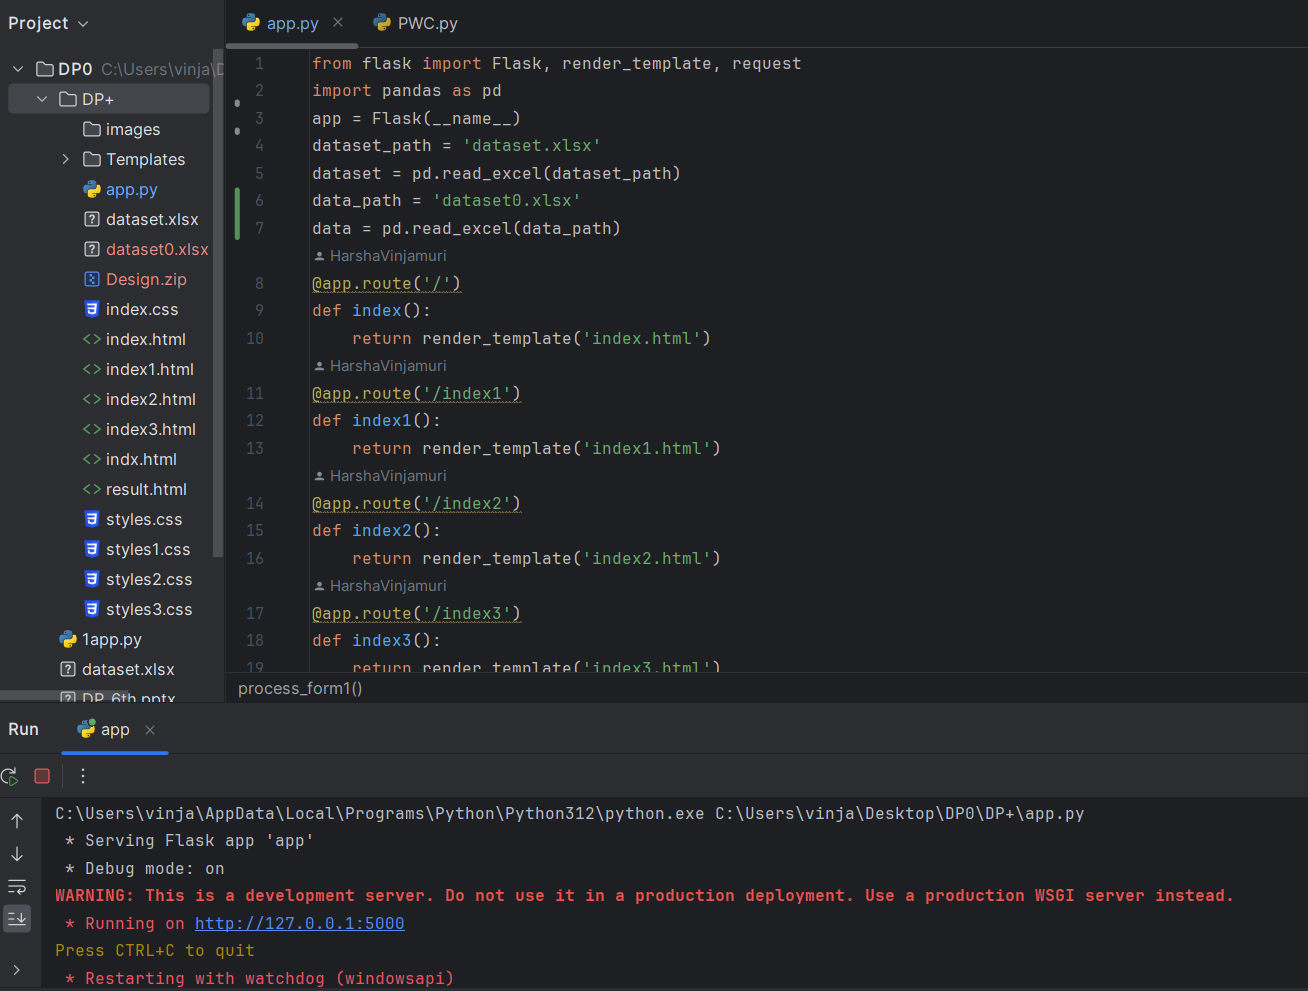 Project
app.py
PWC.py
DP0 C:\Users\vinja\D
DP+
images
Templates
app.py
dataset.xlsx
dataset0.xlsx
Design.zip
index.css
index.html
index1.html
index2.html
index3.html
indx.html
result.html
styles.css
styles1.css
styles2.css
styles3.css
1app.py
dataset.xlsx
DP_6th.pptx
1 from flask import Flask, render_template, request
2 import pandas as pd
3 app = Flask(__name__)
4 dataset_path = 'dataset.xlsx'
5 dataset = pd.read_excel(dataset_path)
6 data_path = 'dataset0.xlsx'
7 data = pd.read_excel(data_path)
HarshaVinjamuri
8 @app.route('/')
9 def index():
10     return render_template('index.html')
HarshaVinjamuri
11 @app.route('/index1')
12 def index1():
13     return render_template('index1.html')
HarshaVinjamuri
14 @app.route('/index2')
15 def index2():
16     return render_template('index2.html')
HarshaVinjamuri
17 @app.route('/index3')
18 def index3():
19     return render_template('index3.html')
process_form1()
Run
app
C:\Users\vinja\AppData\Local\Programs\Python\Python312\python.exe C:\Users\vinja\Desktop\DP0\DP+\app.py
* Serving Flask app 'app'
* Debug mode: on
WARNING: This is a development server. Do not use it in a production deployment. Use a production WSGI server instead.
* Running on http://127.0.0.1:5000
Press CTRL+C to quit
* Restarting with watchdog (windowsapi)